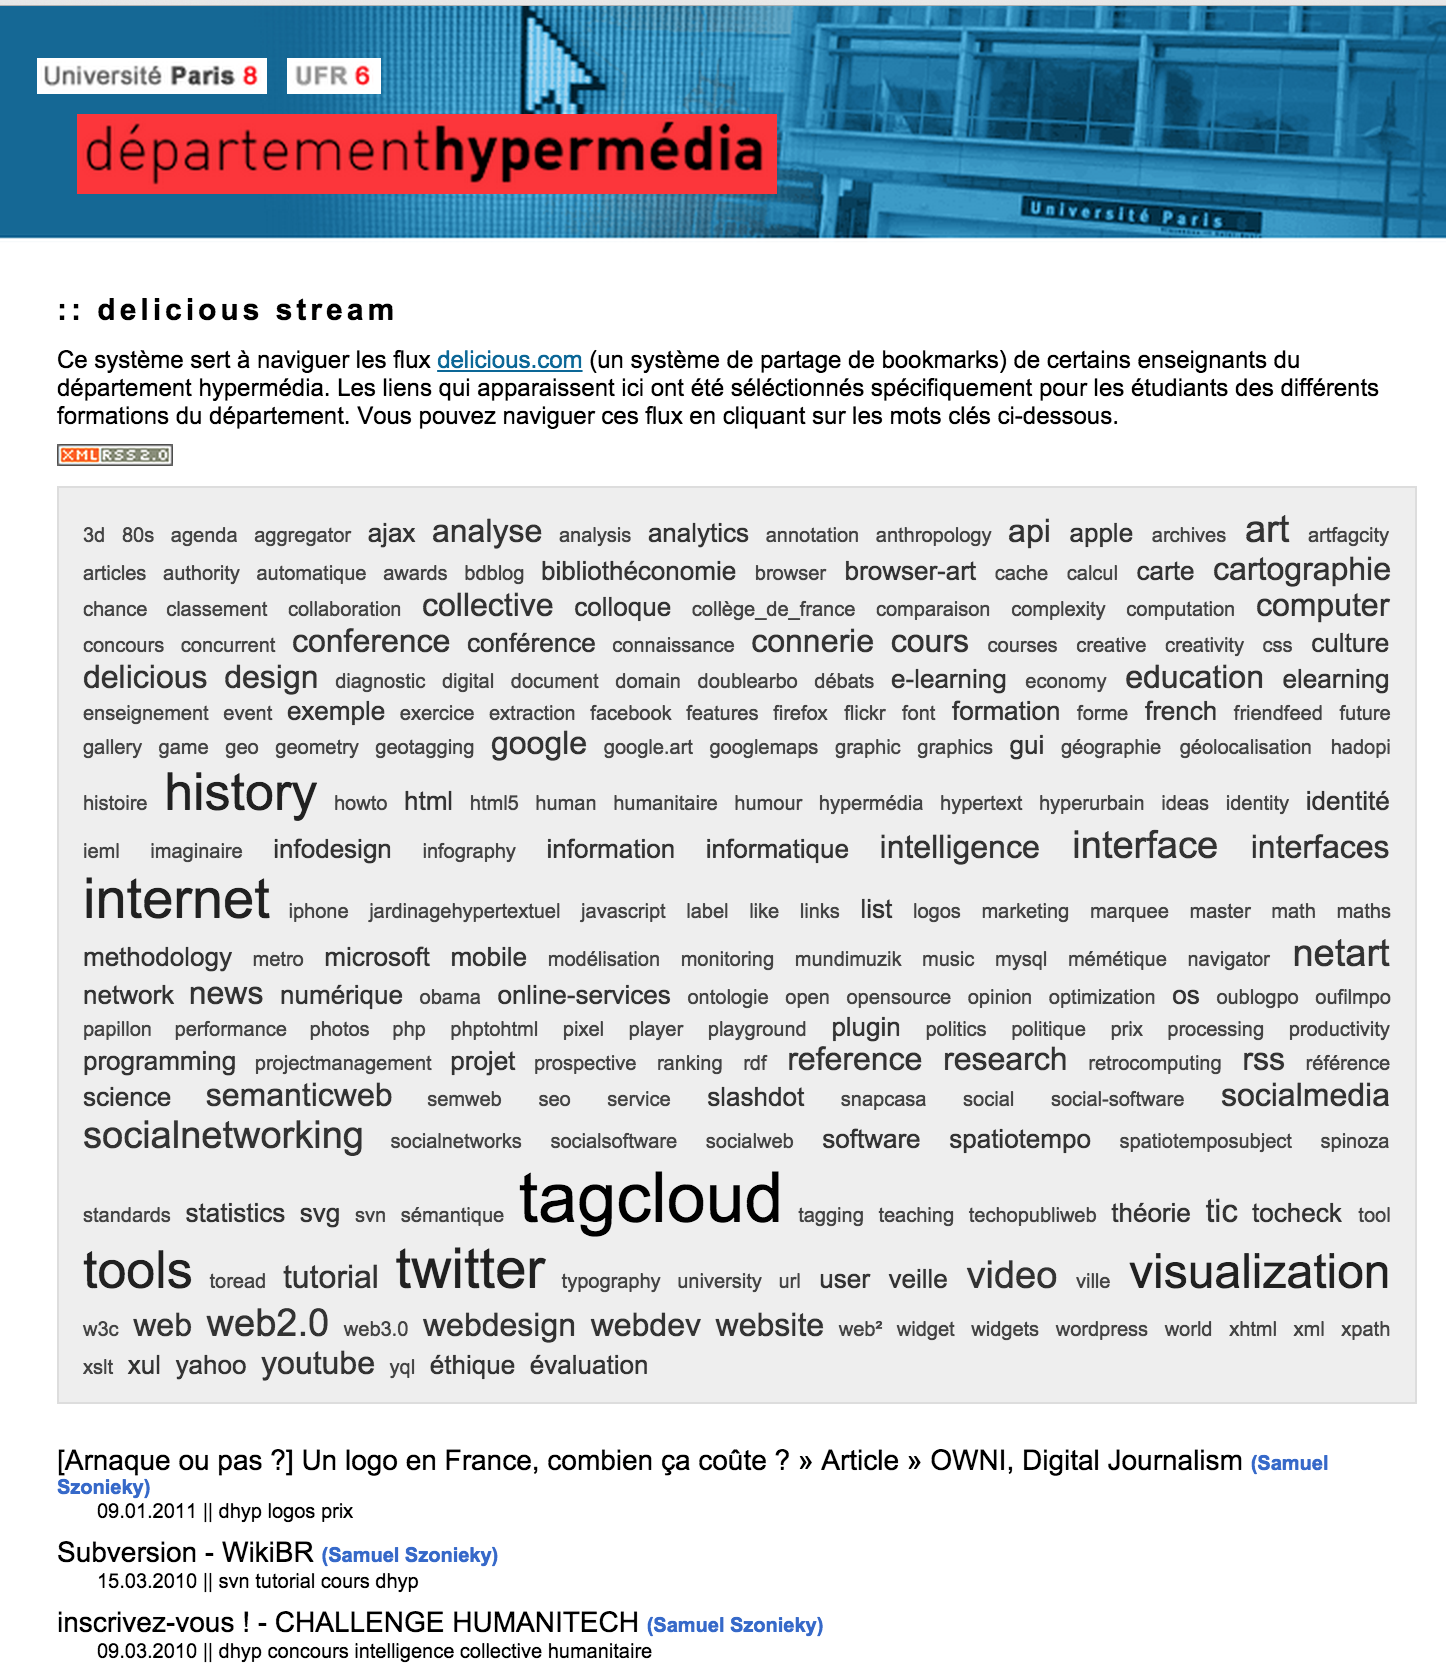 Université Paris 8 UFR 6
départementhypermédia
Université Paris 8
:: delicious stream
Ce système sert à naviguer les flux delicious.com (un système de partage de bookmarks) de certains enseignants du
département hypermédia. Les liens qui apparaissent ici ont été séléctionnés spécifiquement pour les étudiants des différents
formations du département. Vous pouvez naviguer ces flux en cliquant sur les mots clés ci-dessous.
XML RSS2.0
3d 80s agenda aggregator ajax analyse analysis analytics annotation anthropology api apple archives art artfagcity
articles authority automatique awards bdblog bibliothéconomie browser browser-art cache calcul carte cartographie
chance classement collaboration collective colloque collège_de_france comparaison complexity computation computer
concours concurrent conference conférence connaissance connerie cours courses creative creativity css culture
delicious design diagnostic digital document domain doublearbo débats e-learning economy education elearning
enseignement event exemple exercice extraction facebook features firefox flickr font formation forme french friendfeed future
gallery game geo geometry geotagging google google.art googlemaps graphic graphics gui géographie géolocalisation hadopi
histoire history howto html html5 human humanitaire humour hypermédia hypertext hyperurbain ideas identity identité
ieml imaginaire infodesign infography information informatique intelligence interface interfaces
internet iphone jardinagehypertextuel javascript label like links list logos marketing marquee master math maths
methodology metro microsoft mobile modélisation monitoring mundimuzik music mysql mémétique navigator netart
network news numérique obama online-services ontologie open opensource opinion optimization os oublogpo oufilmpo
papillon performance photos php phptohtml pixel player playground plugin politics politique prix processing productivity
programming projectmanagement projet prospective ranking rdf reference research retrocomputing rss référence
science semanticweb semweb seo service slashdot snapcasa social social-software socialmedia
socialnetworking socialnetworks socialsoftware socialweb software spatiotempo spatiotemposubject spinoza
standards statistics svg svn sémantique tagcloud tagging teaching techopubliweb théorie tic tocheck tool
tools toread tutorial twitter typography university url user veille video ville visualization
w3c web web2.0 web3.0 webdesign webdev website web² widget widgets wordpress world xhtml xml xpath
xslt xul yahoo youtube yql éthique évaluation
[Arnaque ou pas ?] Un logo en France, combien ça coûte ? » Article » OWNI, Digital Journalism (Samuel
Szonieky)
09.01.2011 || dhyp logos prix
Subversion - WikiBR (Samuel Szonieky)
15.03.2010 || svn tutorial cours dhyp
inscrivez-vous ! - CHALLENGE HUMANITECH (Samuel Szonieky)
09.03.2010 || dhyp concours intelligence collective humanitaire